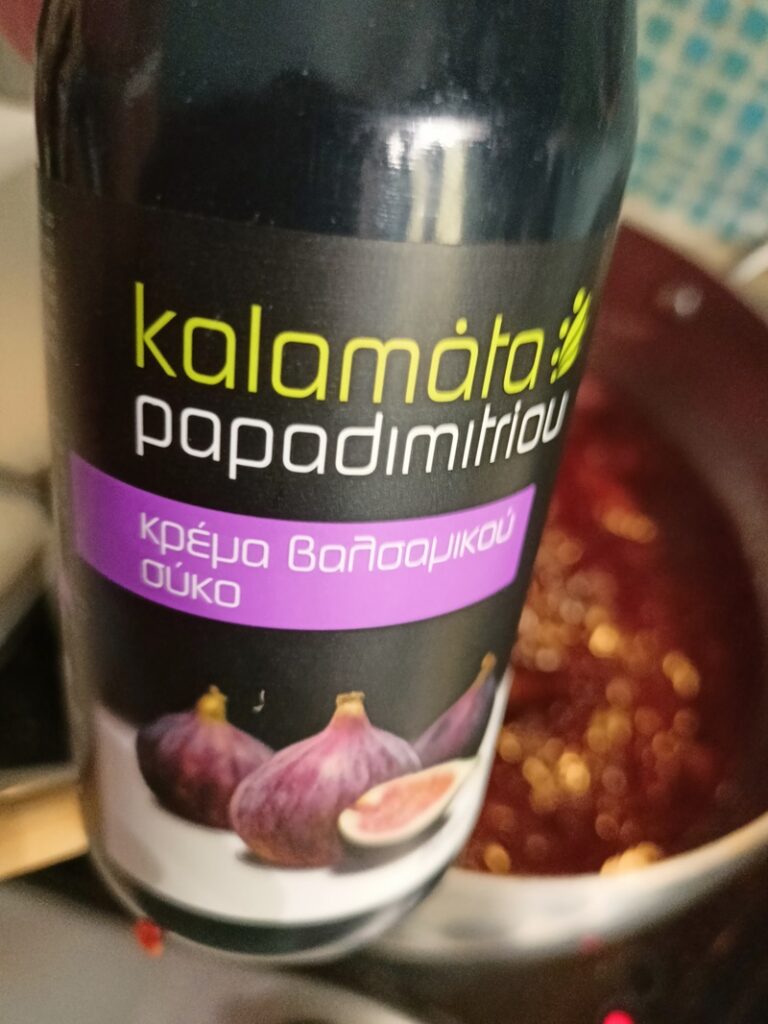 kalamáta
papadimitriou
κρέμα βαλσαμικού
σύκο